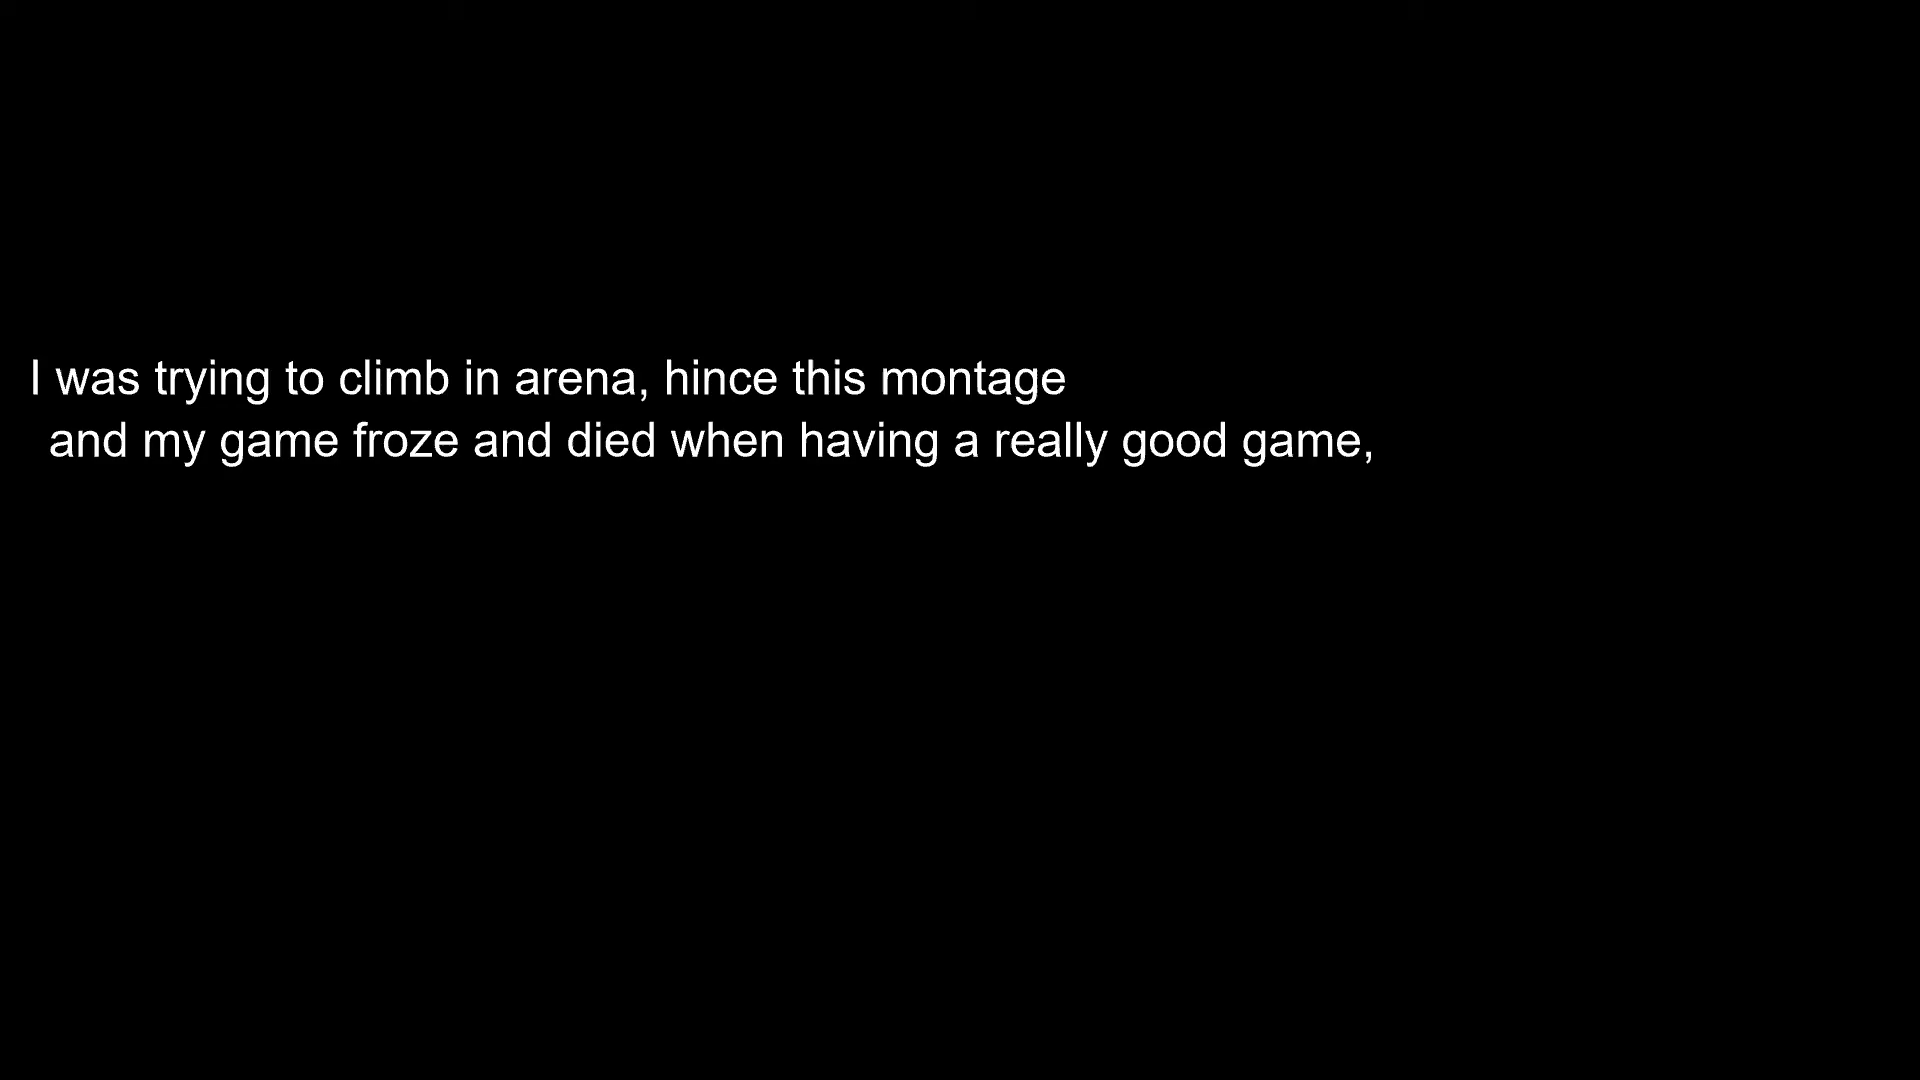 I was trying to climb in arena, hince this montage
and my game froze and died when having a really good game,